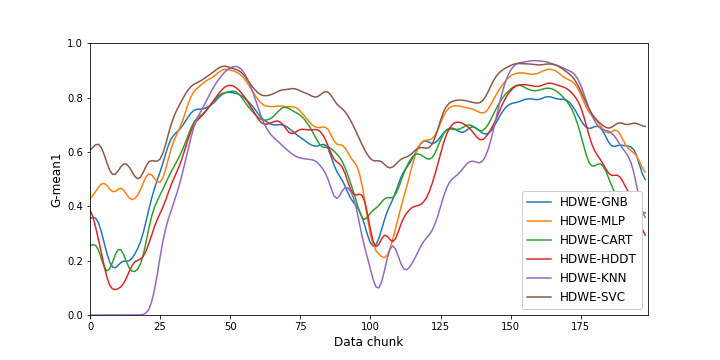 1.0
0.8
0.6
0.4
0.2
0.0
G-mean1
0 25 50 75 100 125 150 175
Data chunk
HDWE-GNB
HDWE-MLP
HDWE-CART
HDWE-HDDT
HDWE-KNN
HDWE-SVC